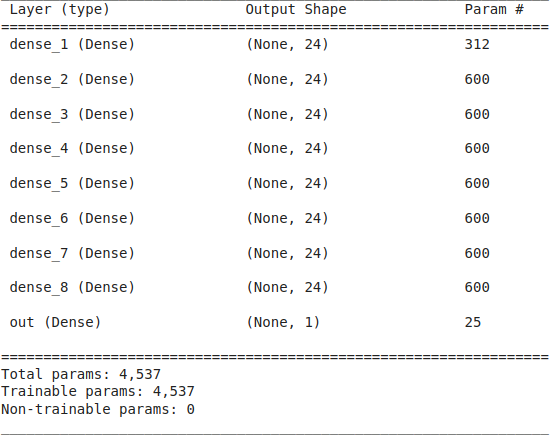 Layer (type) Output Shape Param #
dense_1 (Dense) (None, 24) 312
dense_2 (Dense) (None, 24) 600
dense_3 (Dense) (None, 24) 600
dense_4 (Dense) (None, 24) 600
dense_5 (Dense) (None, 24) 600
dense_6 (Dense) (None, 24) 600
dense_7 (Dense) (None, 24) 600
dense_8 (Dense) (None, 24) 600
out (Dense) (None, 1) 25
Total params: 4,537
Trainable params: 4,537
Non-trainable params: 0